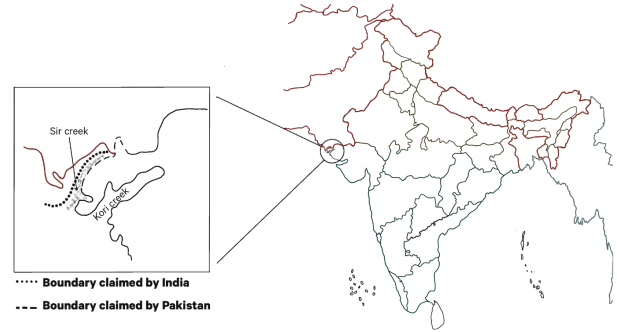 Sir creek
Kori creek
Boundary claimed by India
Boundary claimed by Pakistan